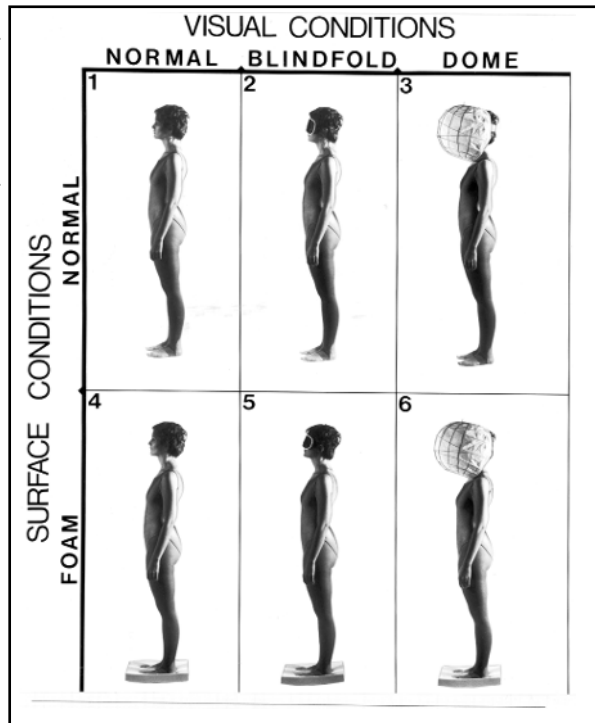 VISUAL CONDITIONS
NORMAL BLINDFOLD DOME
SURFACE CONDITIONS
NORMAL
FOAM
1 2 3
4 5 6